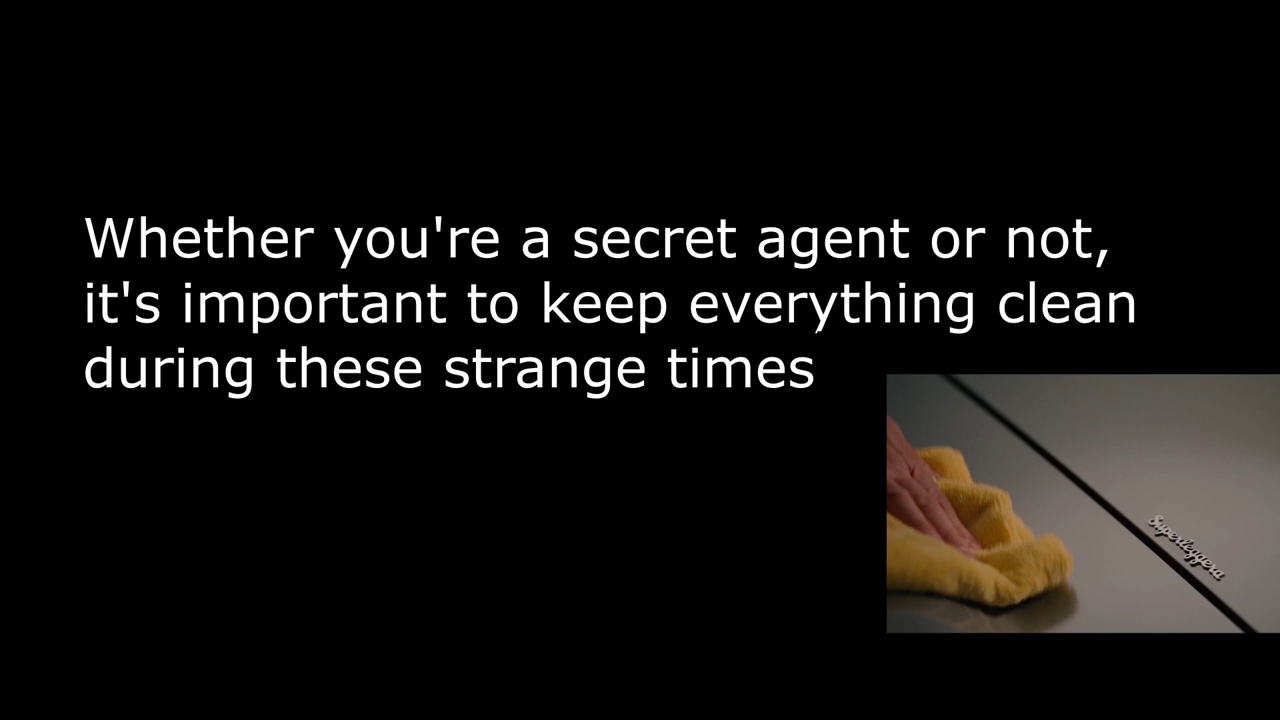 Whether you're a secret agent or not,
it's important to keep everything clean
during these strange times
Superleggera